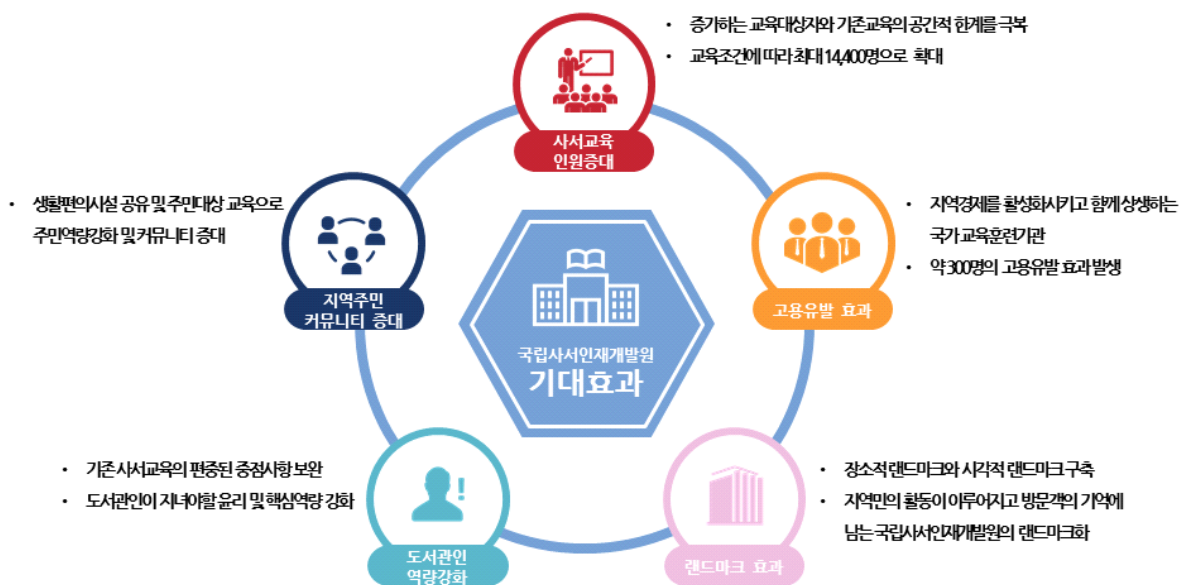 • 증가하는 교육대상자와 기존교육의 공간적 한계를 극복
• 교육조건에 따라 최대 14,400명으로 확대
사서교육
인원증대
• 생활편의시설 공유 및 주민대상 교육으로
주민역량강화 및 커뮤니티 증대
지역주민
커뮤니티 증대
• 지역경제를 활성화시키고 함께 상생하는
국가 교육훈련기관
• 약 300명의 고용유발 효과 발생
고용유발 효과
국립사서인재개발원
기대효과
• 기존 사서교육의 편중된 중점사항 보완
• 도서관인이 지녀야할 윤리 및 핵심역량 강화
도서관인
역량강화
• 장소적 랜드마크와 시각적 랜드마크 구축
• 지역민의 활동이 이루어지고 방문객의 기억에
남는 국립사서인재개발원의 랜드마크화
랜드마크 효과